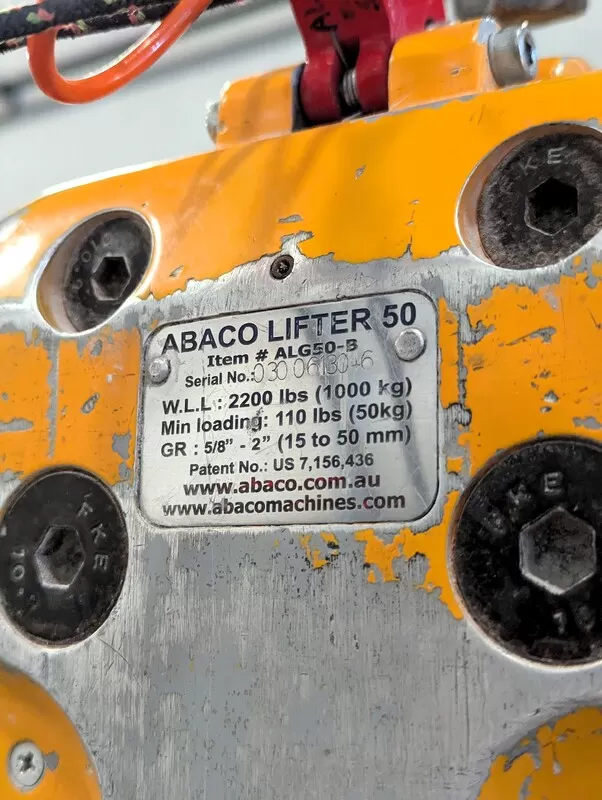 ABACO LIFTER 50
Item # ALG50-B
Serial No.: 030 06130-6
W.L.L : 2200 lbs (1000 kg)
Min loading: 110 lbs (50kg)
GR : 5/8" - 2" (15 to 50 mm)
Patent No.: US 7,156,436
www.abaco.com.au
www.abacomachines.com